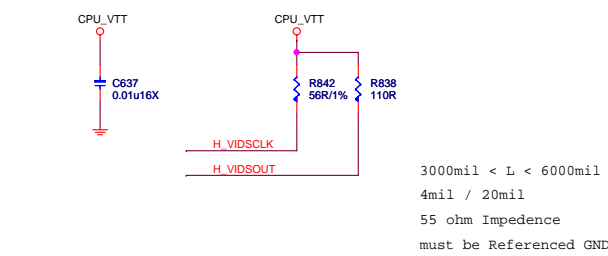 CPU_VTT
CPU_VTT
C637
0.01u16X
R842
56R/1%
R838
110R
H_VIDSCLK
H_VIDSOUT
3000mil < L < 6000mil
4mil / 20mil
55 ohm Impedence
must be Referenced GND